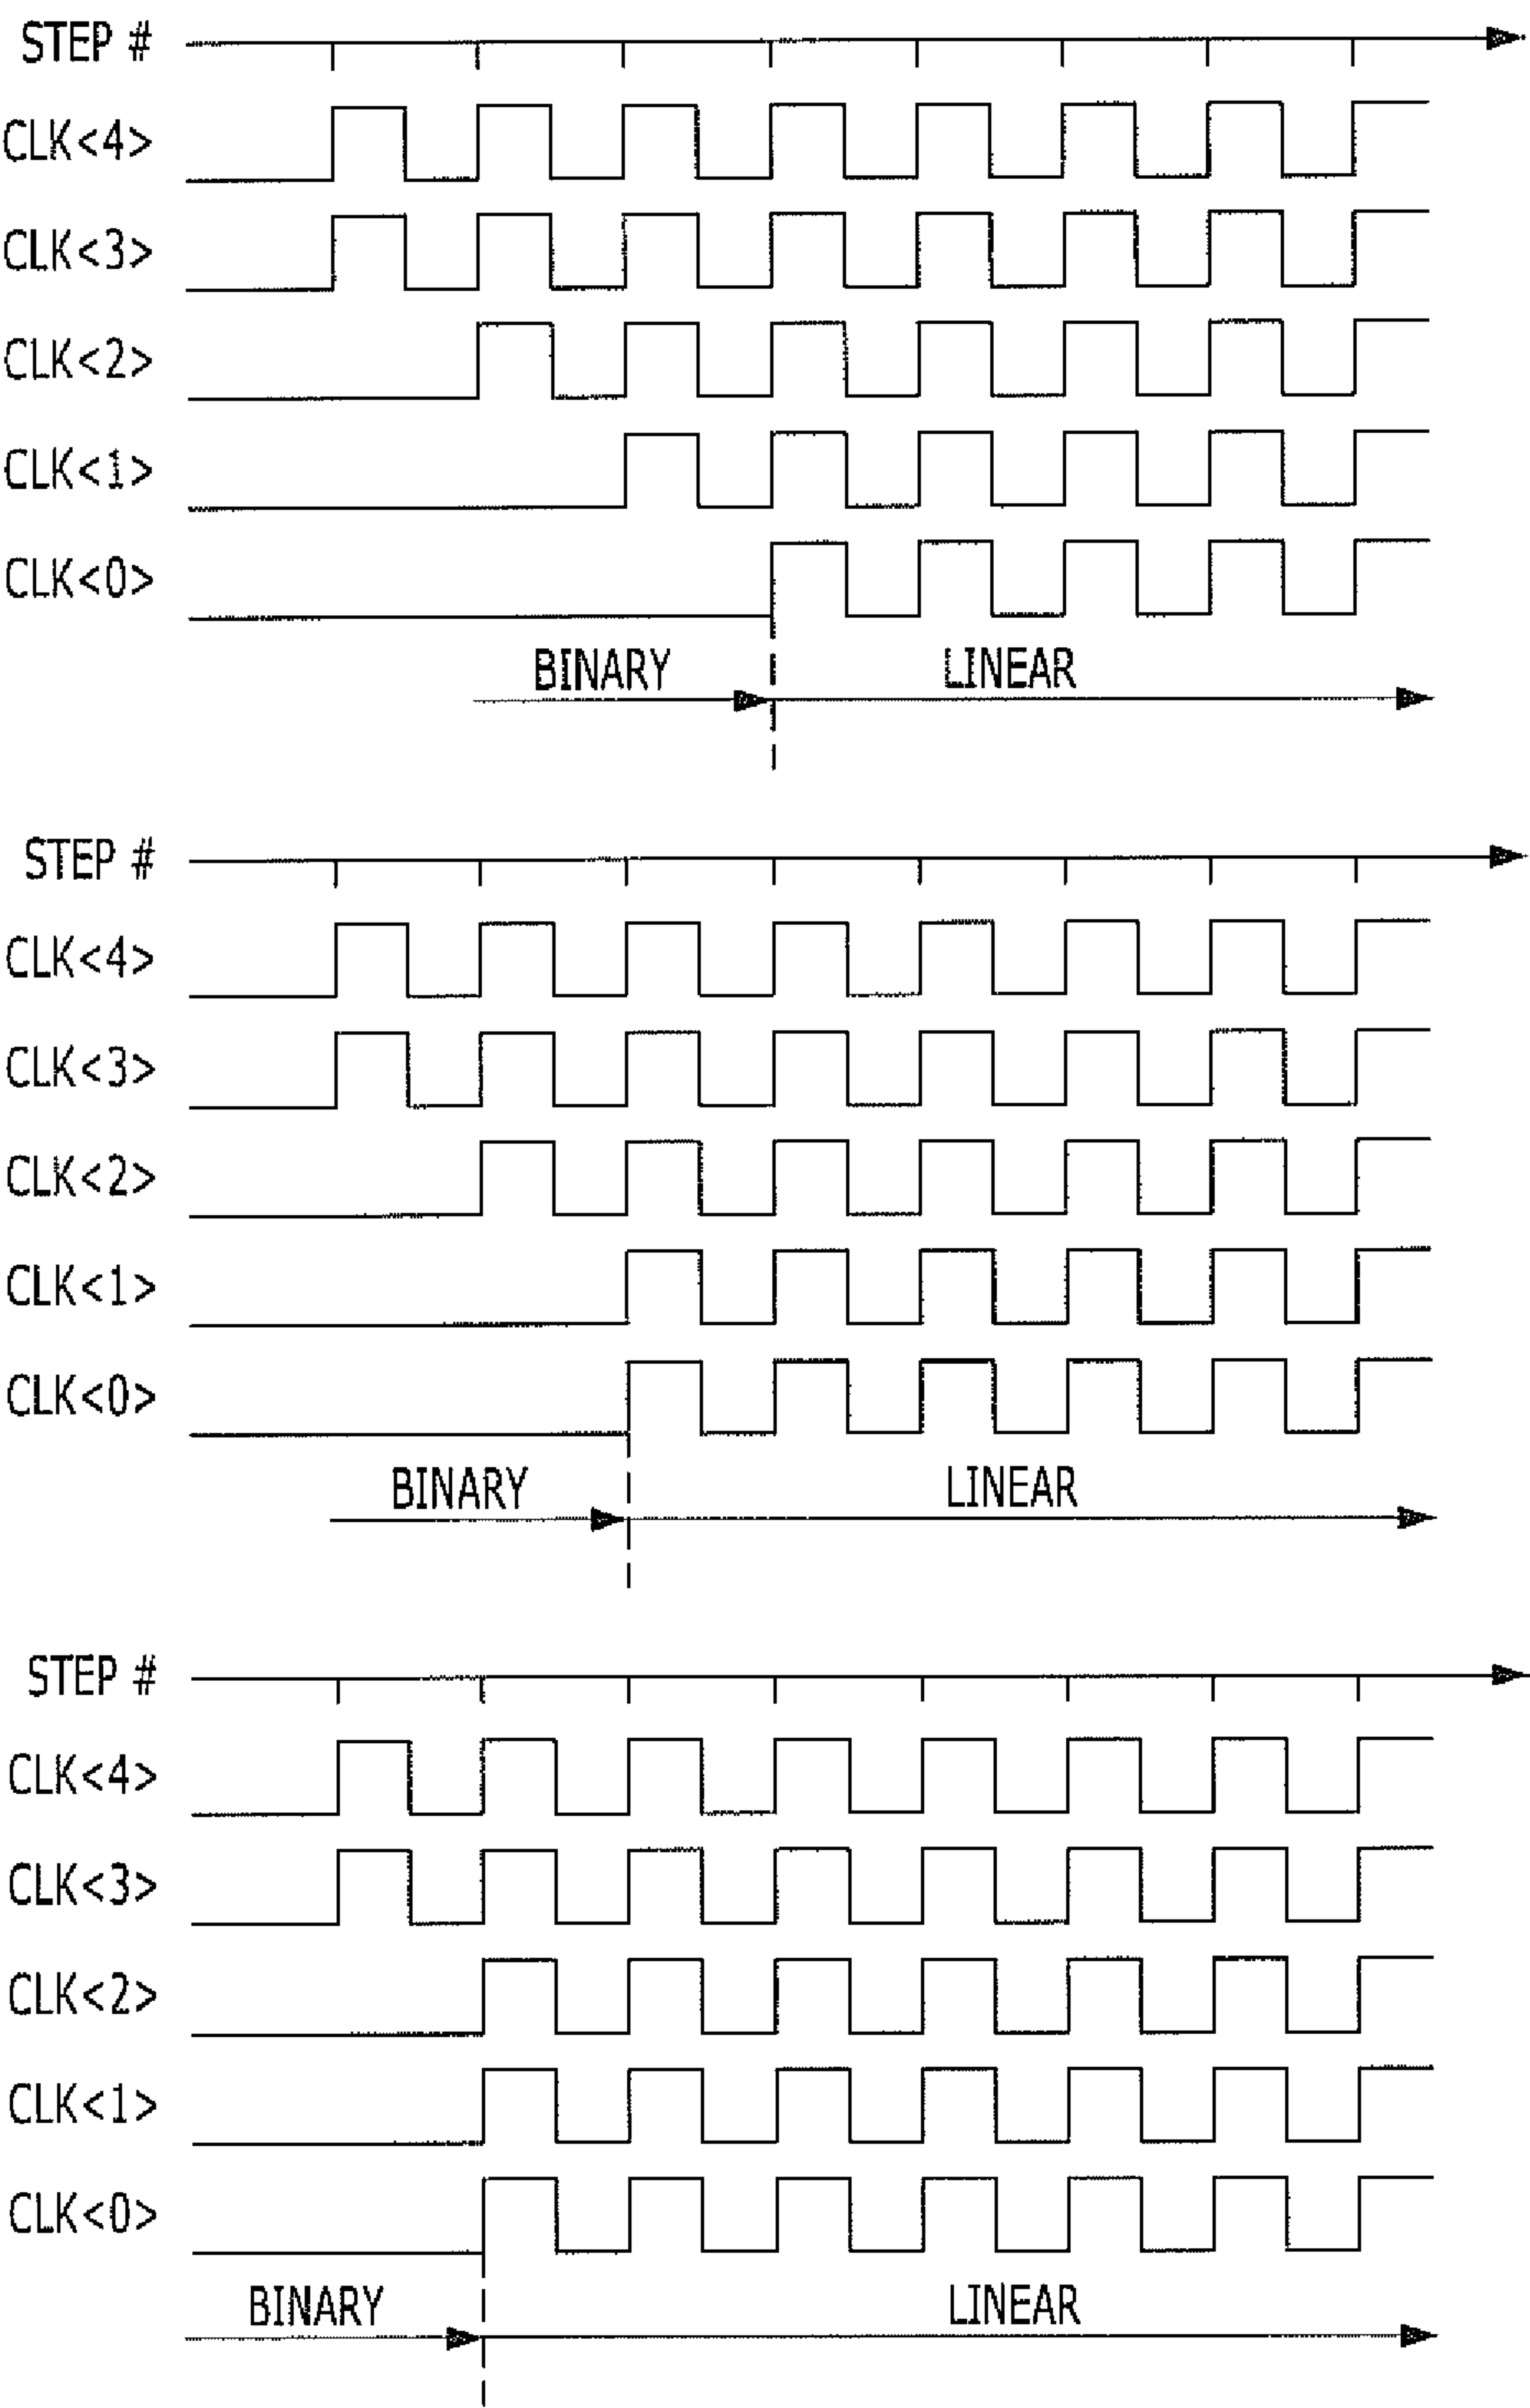 STEP #
CLK<4>
CLK<3>
CLK<2>
CLK<1>
CLK<0>
BINARY LINEAR
STEP #
CLK<4>
CLK<3>
CLK<2>
CLK<1>
CLK<0>
BINARY LINEAR
STEP #
CLK<4>
CLK<3>
CLK<2>
CLK<1>
CLK<0>
BINARY LINEAR